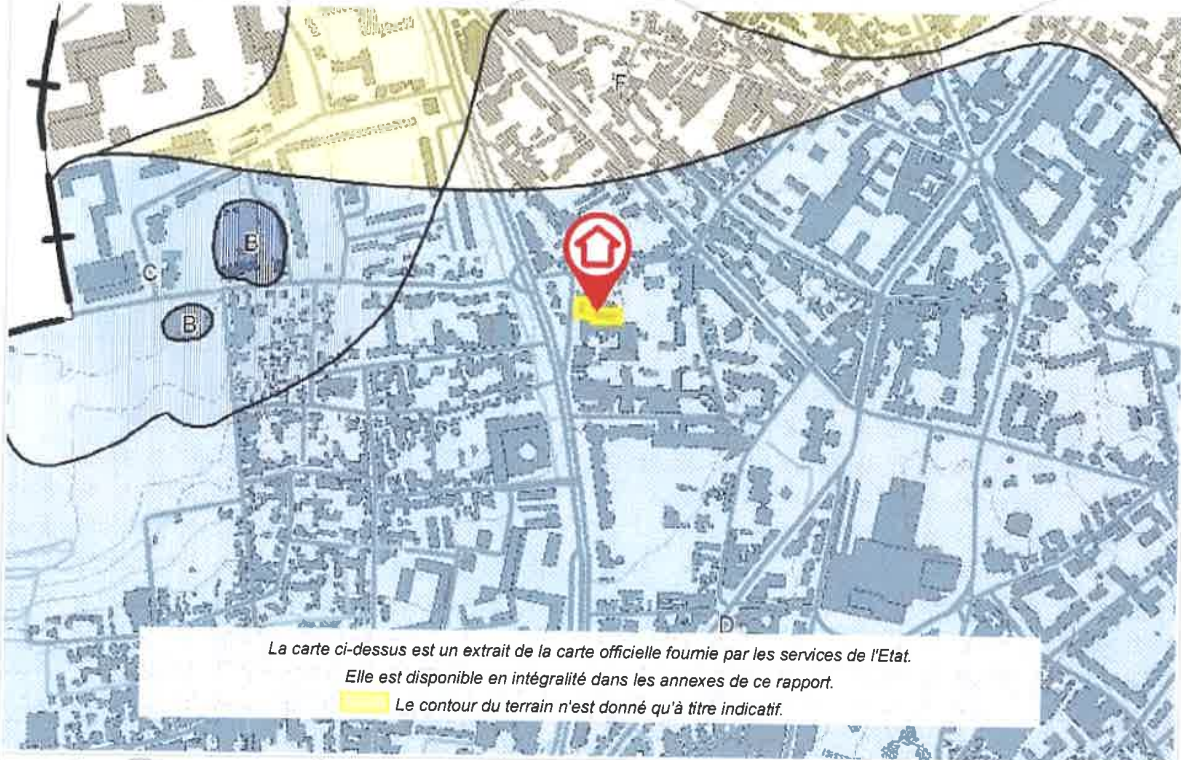 F
B
C
B
D
La carte ci-dessus est un extrait de la carte officielle fournie par les services de l'Etat.
Elle est disponible en intégralité dans les annexes de ce rapport.
Le contour du terrain n'est donné qu'à titre indicatif.